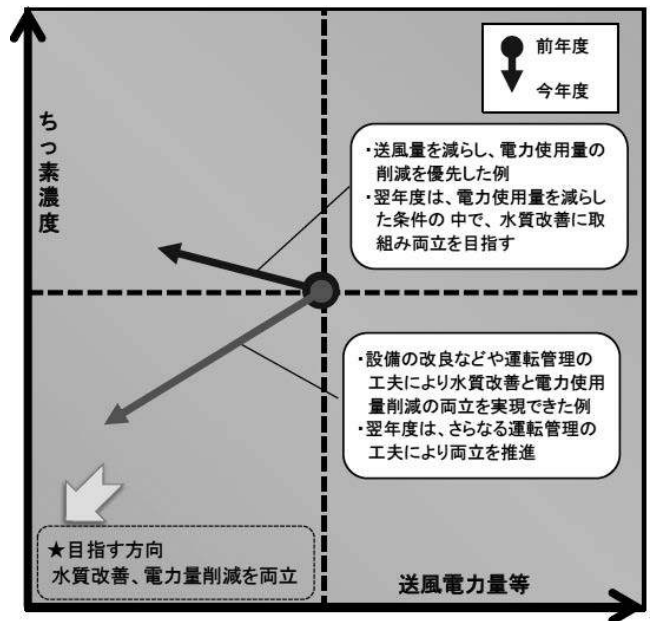 前年度
今年度
ちっ素濃度
・送風量を減らし、電力使用量の
削減を優先した例
・翌年度は、電力使用量を減らし
た条件の 中で、水質改善に取
組み両立を目指す
・設備の改良などや運転管理の
工夫により水質改善と電力使用
量削減の両立を実現できた例
・翌年度は、さらなる運転管理の
工夫により両立を推進
★目指す方向
水質改善、電力量削減を両立
送風電力量等